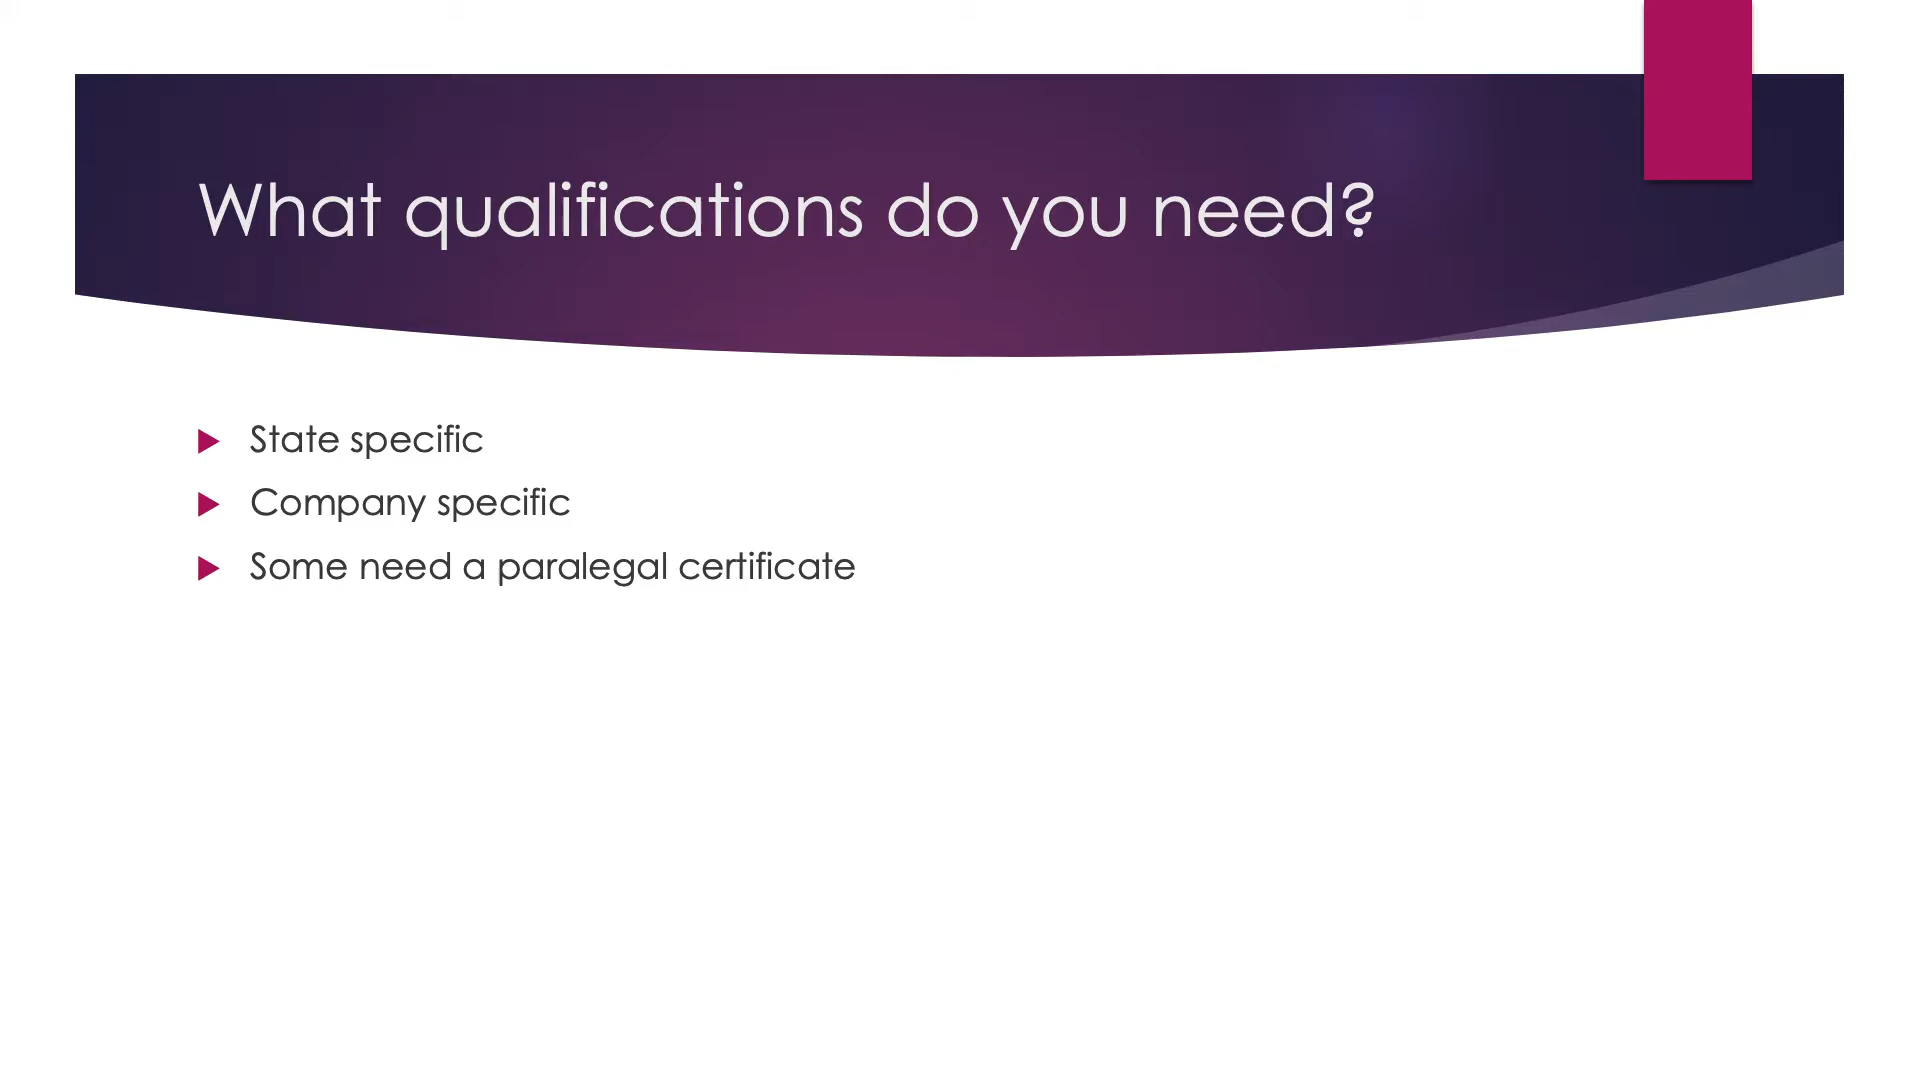 What qualifications do you need?
State specific
Company specific
Some need a paralegal certificate